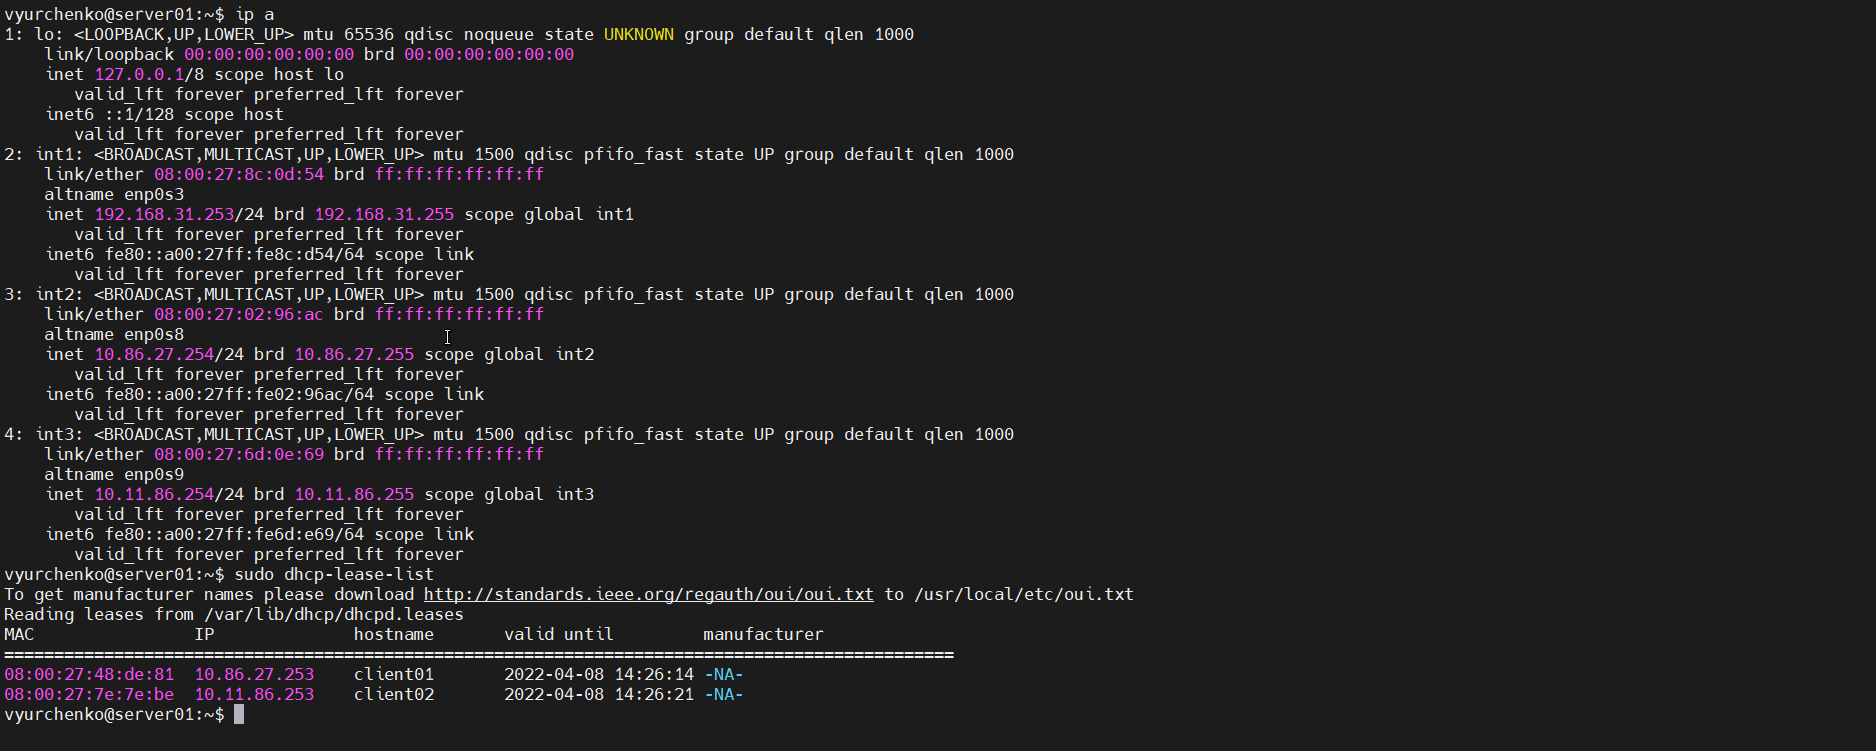 vyurchenko@server01:~$ ip a
1: lo: <LOOPBACK,UP,LOWER_UP> mtu 65536 qdisc noqueue state UNKNOWN group default qlen 1000
    link/loopback 00:00:00:00:00:00 brd 00:00:00:00:00:00
    inet 127.0.0.1/8 scope host lo
       valid_lft forever preferred_lft forever
    inet6 ::1/128 scope host
       valid_lft forever preferred_lft forever
2: int1: <BROADCAST,MULTICAST,UP,LOWER_UP> mtu 1500 qdisc pfifo_fast state UP group default qlen 1000
    link/ether 08:00:27:8c:0d:54 brd ff:ff:ff:ff:ff:ff
    altname enp0s3
    inet 192.168.31.253/24 brd 192.168.31.255 scope global int1
       valid_lft forever preferred_lft forever
    inet6 fe80::a00:27ff:fe8c:d54/64 scope link
       valid_lft forever preferred_lft forever
3: int2: <BROADCAST,MULTICAST,UP,LOWER_UP> mtu 1500 qdisc pfifo_fast state UP group default qlen 1000
    link/ether 08:00:27:02:96:ac brd ff:ff:ff:ff:ff:ff
    altname enp0s8
    inet 10.86.27.254/24 brd 10.86.27.255 scope global int2
       valid_lft forever preferred_lft forever
    inet6 fe80::a00:27ff:fe02:96ac/64 scope link
       valid_lft forever preferred_lft forever
4: int3: <BROADCAST,MULTICAST,UP,LOWER_UP> mtu 1500 qdisc pfifo_fast state UP group default qlen 1000
    link/ether 08:00:27:6d:0e:69 brd ff:ff:ff:ff:ff:ff
    altname enp0s9
    inet 10.11.86.254/24 brd 10.11.86.255 scope global int3
       valid_lft forever preferred_lft forever
    inet6 fe80::a00:27ff:fe6d:e69/64 scope link
       valid_lft forever preferred_lft forever
vyurchenko@server01:~$ sudo dhcp-lease-list
To get manufacturer names please download http://standards.ieee.org/regauth/oui/oui.txt to /usr/local/etc/oui.txt
Reading leases from /var/lib/dhcp/dhcpd.leases
MAC                IP              hostname       valid until         manufacturer
===============================================================================================
08:00:27:48:de:81  10.86.27.253    client01       2022-04-08 14:26:14 -NA-
08:00:27:7e:7e:be  10.11.86.253    client02       2022-04-08 14:26:21 -NA-
vyurchenko@server01:~$